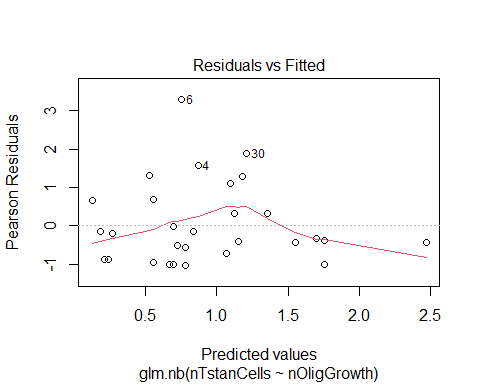 Residuals vs Fitted
Pearson Residuals
3
2
1
0
-1
6
4
30
0.5 1.0 1.5 2.0 2.5
Predicted values
glm.nb(nTstanCells ~ nOligGrowth)